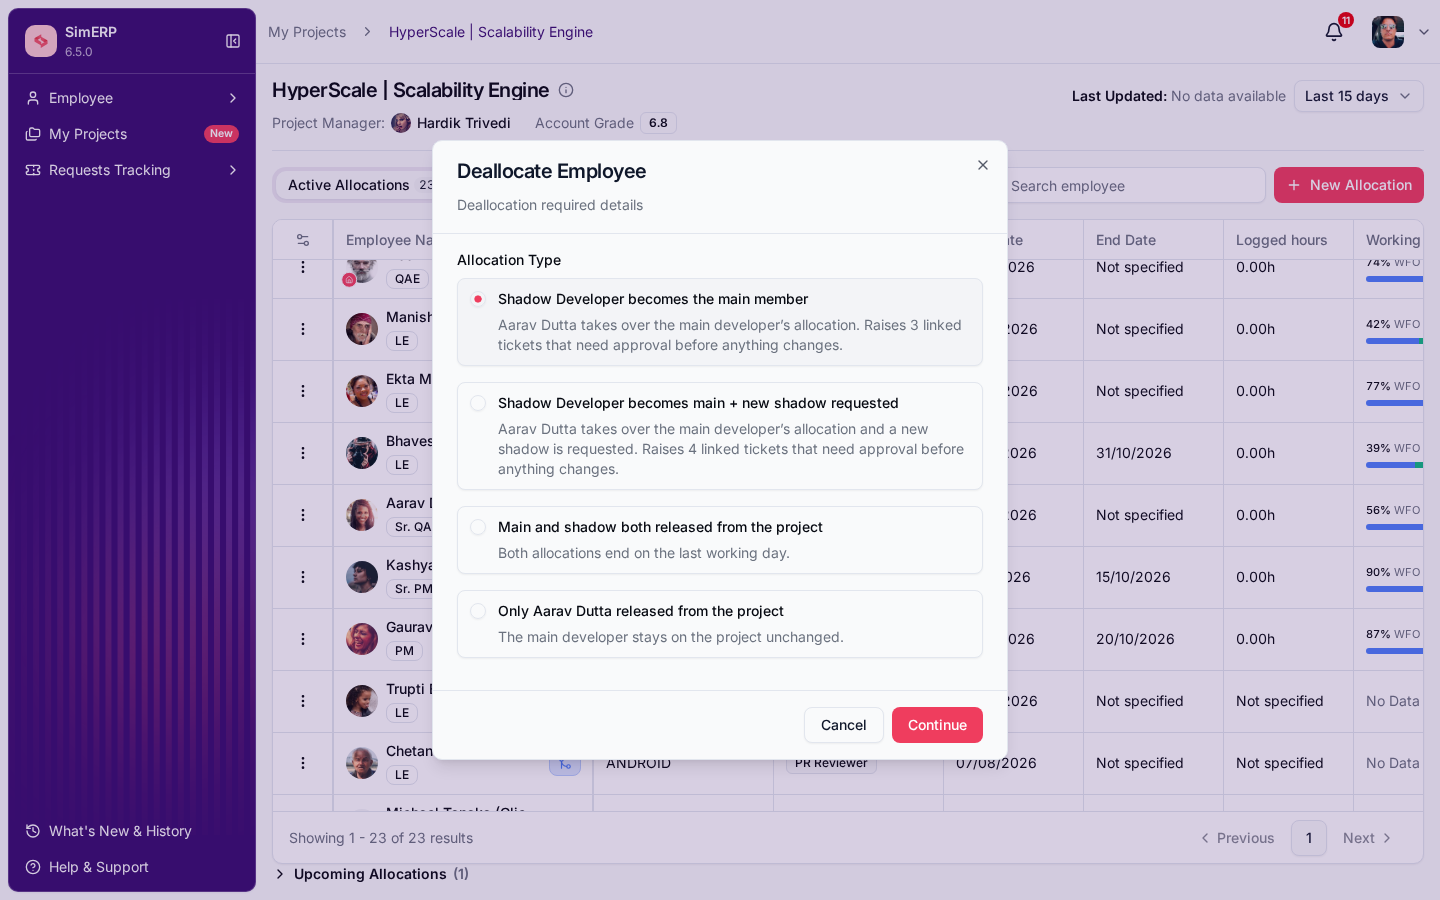 SimERP
6.5.0
Employee
My Projects
New
Requests Tracking
What's New & History
Help & Support
My Projects
HyperScale | Scalability Engine
11
HyperScale | Scalability Engine
Project Manager:
Hardik Trivedi
Account Grade
6.8
Last Updated: No data available
Last 15 days
Active Allocations
23
Search employee
New Allocation
End Date
Logged hours
Working
QAE
Not specified
0.00h
74% WFO
Manish
LE
Not specified
0.00h
42% WFO
LE
Not specified
0.00h
77% WFO
LE
31/10/2026
0.00h
39% WFO
Aarav
Not specified
0.00h
56% WFO
15/10/2026
0.00h
90% WFO
Gaurav
PM
20/10/2026
0.00h
87% WFO
Trupti
LE
Not specified
Not specified
No Data
Chetan
LE
ANDROID
PR Reviewer
07/08/2026
Not specified
Not specified
No Data
Showing 1 - 23 of 23 results
Previous
1
Next
Upcoming Allocations (1)
Deallocate Employee
Deallocation required details
Allocation Type
Shadow Developer becomes the main member
Aarav Dutta takes over the main developer’s allocation. Raises 3 linked
tickets that need approval before anything changes.
Shadow Developer becomes main + new shadow requested
Aarav Dutta takes over the main developer’s allocation and a new
shadow is requested. Raises 4 linked tickets that need approval before
anything changes.
Main and shadow both released from the project
Both allocations end on the last working day.
Only Aarav Dutta released from the project
The main developer stays on the project unchanged.
Cancel
Continue